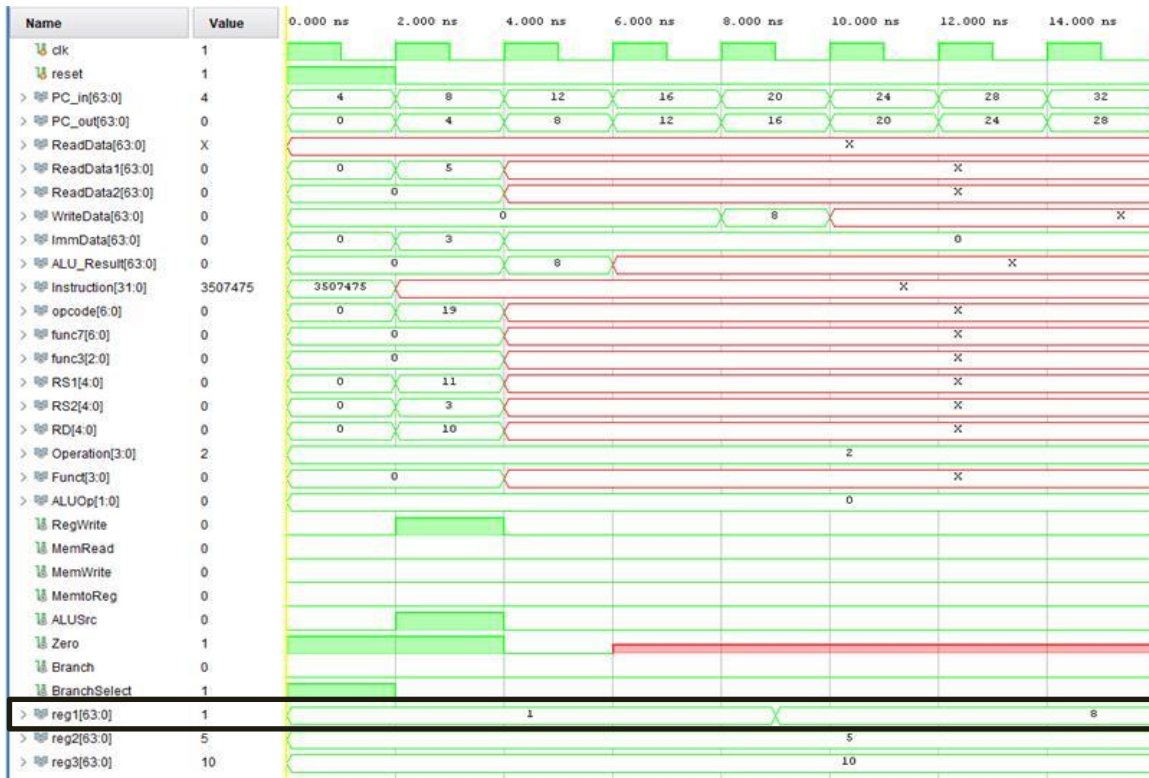 Name Value 0.000 ns 2.000 ns 4.000 ns 6.000 ns 8.000 ns 10.000 ns 12.000 ns 14.000 ns
clk 1
reset 1
PC_in[63:0] 4 4 8 12 16 20 24 28 32
PC_out[63:0] 0 0 4 8 12 16 20 24 28
ReadData[63:0] X X
ReadData1[63:0] 0 0 5 X
ReadData2[63:0] 0 0 X
WriteData[63:0] 0 0 8 X
ImmData[63:0] 0 0 3 0
ALU_Result[63:0] 0 0 8 X
Instruction[31:0] 3507475 3507475 X
opcode[6:0] 0 0 19 X
func7[6:0] 0 0 X
func3[2:0] 0 0 X
RS1[4:0] 0 0 11 X
RS2[4:0] 0 0 3 X
RD[4:0] 0 0 10 X
Operation[3:0] 2 2
Funct[3:0] 0 0 X
ALUOp[1:0] 0 0
RegWrite 0
MemRead 0
MemWrite 0
MemtoReg 0
ALUSrc 0
Zero 1
Branch 0
BranchSelect 1
reg1[63:0] 1 1 8
reg2[63:0] 5 5
reg3[63:0] 10 10